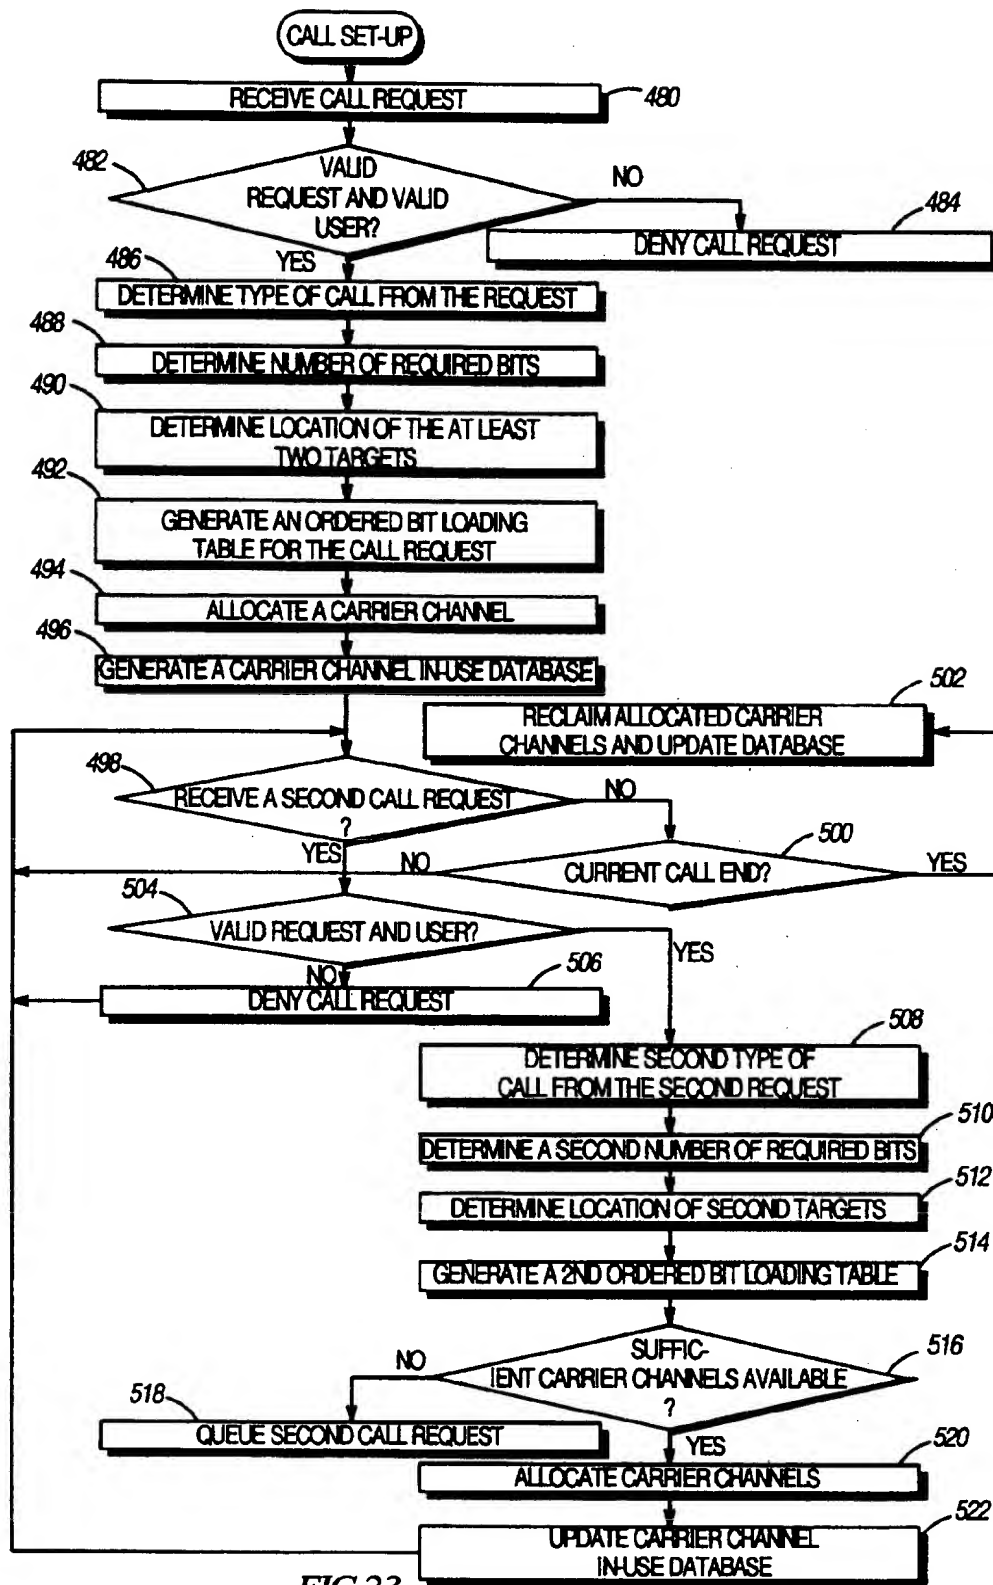 CALL SET-UP
RECEIVE CALL REQUEST
480
482
VALID
REQUEST AND VALID
USER?
NO
484
DENY CALL REQUEST
YES
486
DETERMINE TYPE OF CALL FROM THE REQUEST
488
DETERMINE NUMBER OF REQUIRED BITS
490
DETERMINE LOCATION OF THE AT LEAST
TWO TARGETS
492
GENERATE AN ORDERED BIT LOADING
TABLE FOR THE CALL REQUEST
494
ALLOCATE A CARRIER CHANNEL
496
GENERATE A CARRIER CHANNEL IN-USE DATABASE
502
RECLAIM ALLOCATED CARRIER
CHANNELS AND UPDATE DATABASE
498
RECEIVE A SECOND CALL REQUEST
?
NO
YES
500
CURRENT CALL END?
NO
YES
504
VALID REQUEST AND USER?
YES
NO
506
DENY CALL REQUEST
508
DETERMINE SECOND TYPE OF
CALL FROM THE SECOND REQUEST
510
DETERMINE A SECOND NUMBER OF REQUIRED BITS
512
DETERMINE LOCATION OF SECOND TARGETS
514
GENERATE A 2ND ORDERED BIT LOADING TABLE
516
SUFFIC-
IENT CARRIER CHANNELS AVAILABLE
?
NO
518
QUEUE SECOND CALL REQUEST
YES
520
ALLOCATE CARRIER CHANNELS
522
UPDATE CARRIER CHANNEL
IN-USE DATABASE
FIG.23